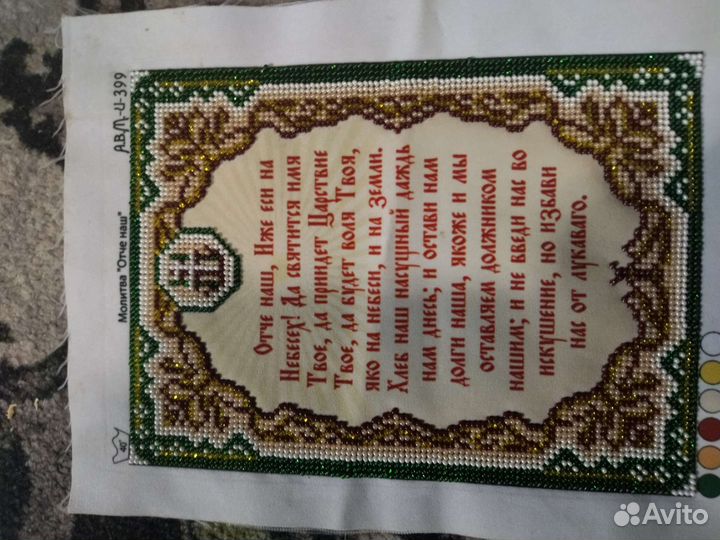 Молитва "Отче наш"
А.В.М.-U-399
Отче наш, Иже еси на
Небесех! Да святится имя
Твое, да приидет Царствие
Твое, да будет воля Твоя,
яко на небеси, и на земли.
Хлеб наш насущный даждь
нам днесь; и остави нам
долги наша, якоже и мы
оставляем должником
нашим; и не введи нас во
искушение, но избави
нас от лукаваго.
40
Avito